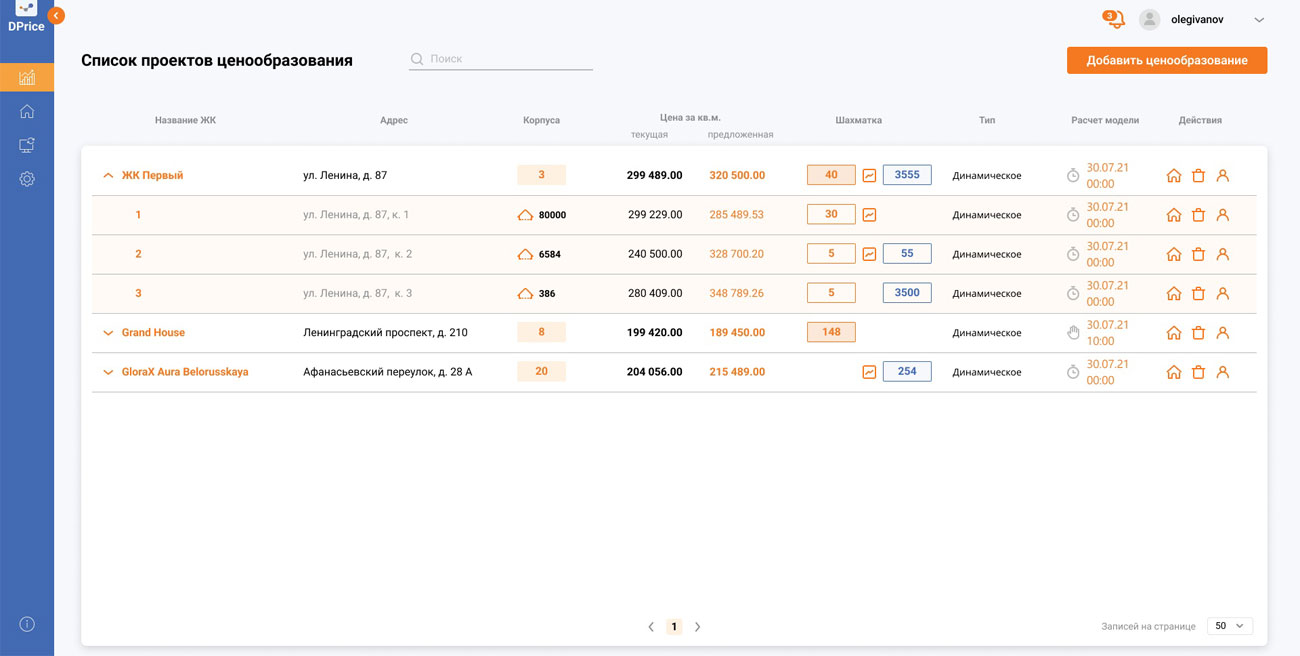 DPrice
3
olegivanov
Список проектов ценообразования
Поиск
Добавить ценообразование
Название ЖК Адрес Корпуса Цена за кв.м. Шахматка Тип Расчет модели Действия
текущая предложенная
ЖК Первый ул. Ленина, д. 87 3 299 489.00 320 500.00 40 3555 Динамическое 30.07.21
00:00
1 ул. Ленина, д. 87, к. 1 80000 299 229.00 285 489.53 30 Динамическое 30.07.21
00:00
2 ул. Ленина, д. 87, к. 2 6584 240 500.00 328 700.20 5 55 Динамическое 30.07.21
00:00
3 ул. Ленина, д. 87, к. 3 386 280 409.00 348 789.26 5 3500 Динамическое 30.07.21
00:00
Grand House Ленинградский проспект, д. 210 8 199 420.00 189 450.00 148 Динамическое 30.07.21
10:00
GloraX Aura Belorusskaya Афанасьевский переулок, д. 28 А 20 204 056.00 215 489.00 254 Динамическое 30.07.21
00:00
1
Записей на странице 50